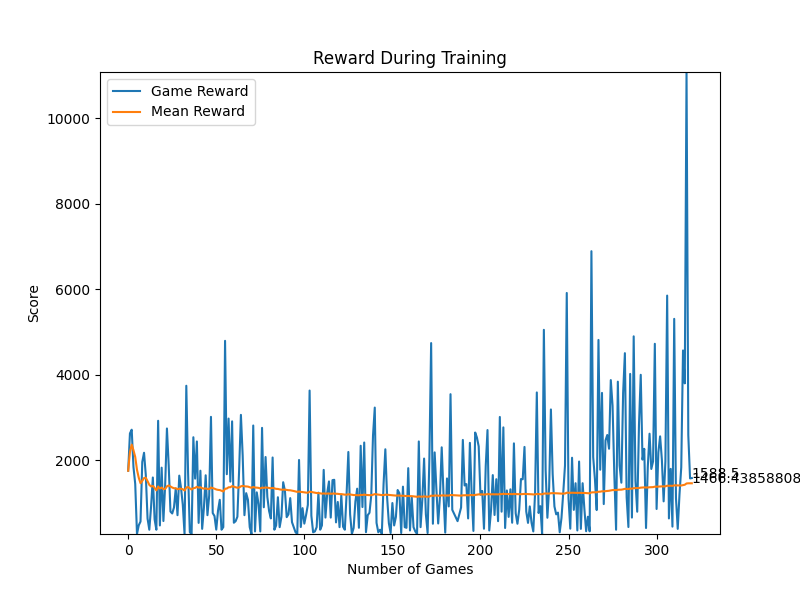 Reward During Training
Game Reward
Mean Reward
10000
8000
6000
4000
2000
Score
1588.5
1466.43858808
0
50
100
150
200
250
300
Number of Games